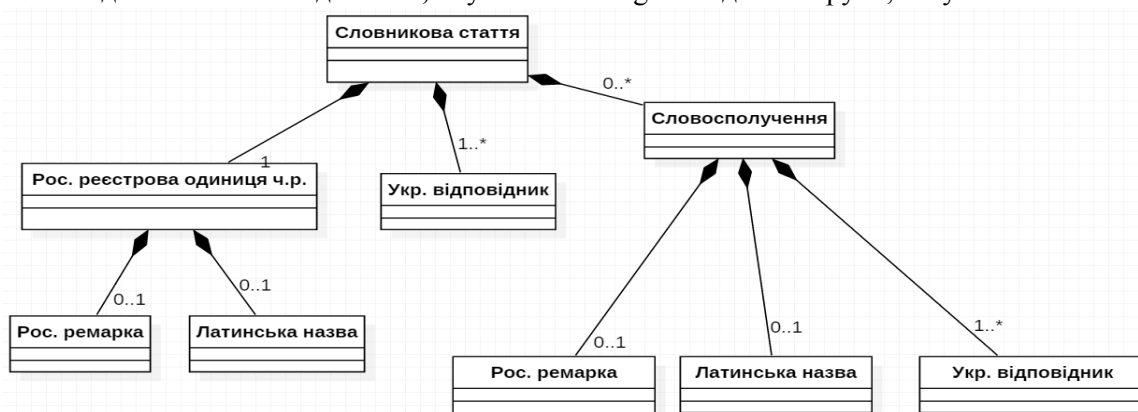 Словникова стаття
0..*
Словосполучення
1..*
1
Рос. реєстрова одиниця ч.р.
Укр. відповідник
0..1
0..1
Рос. ремарка
Латинська назва
0..1
0..1
1..*
Рос. ремарка
Латинська назва
Укр. відповідник